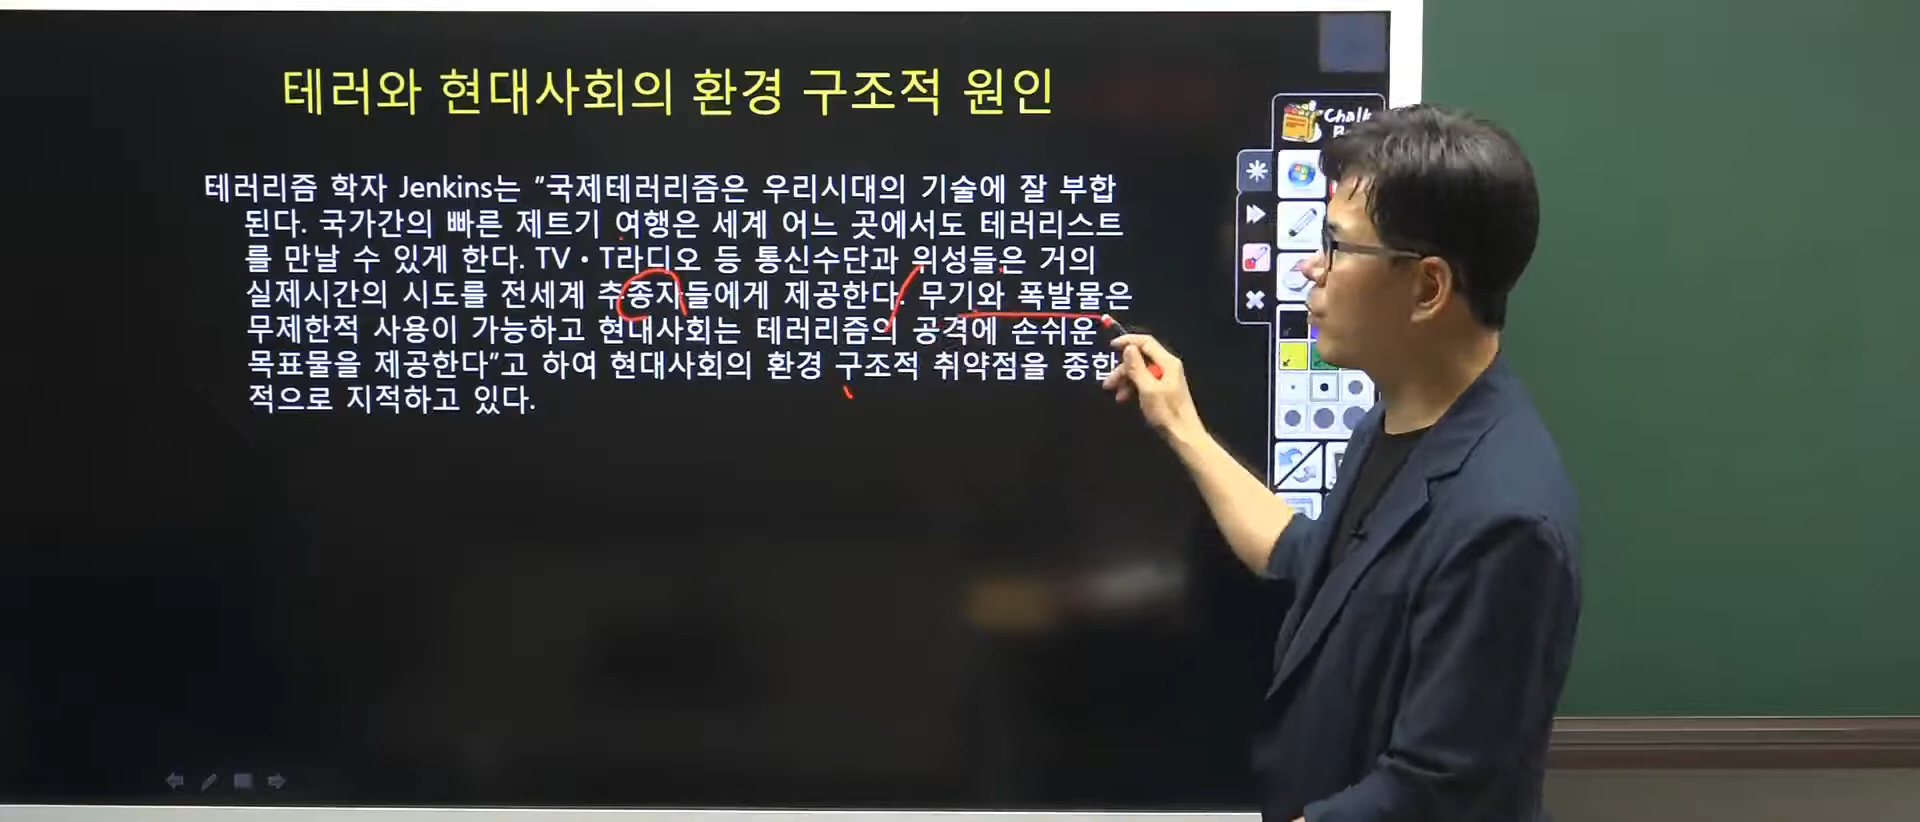 테러와 현대사회의 환경 구조적 원인
테러리즘 학자 Jenkins는 "국제테러리즘은 우리시대의 기술에 잘 부합
된다. 국가간의 빠른 제트기 여행은 세계 어느 곳에서도 테러리스트
를 만날 수 있게 한다. TV・T라디오 등 통신수단과 위성들은 거의
실제시간의 시도를 전세계 추종자들에게 제공한다. 무기와 폭발물은
무제한적 사용이 가능하고 현대사회는 테러리즘의 공격에 손쉬운
목표물을 제공한다"고 하여 현대사회의 환경 구조적 취약점을 종합
적으로 지적하고 있다.
Chalk